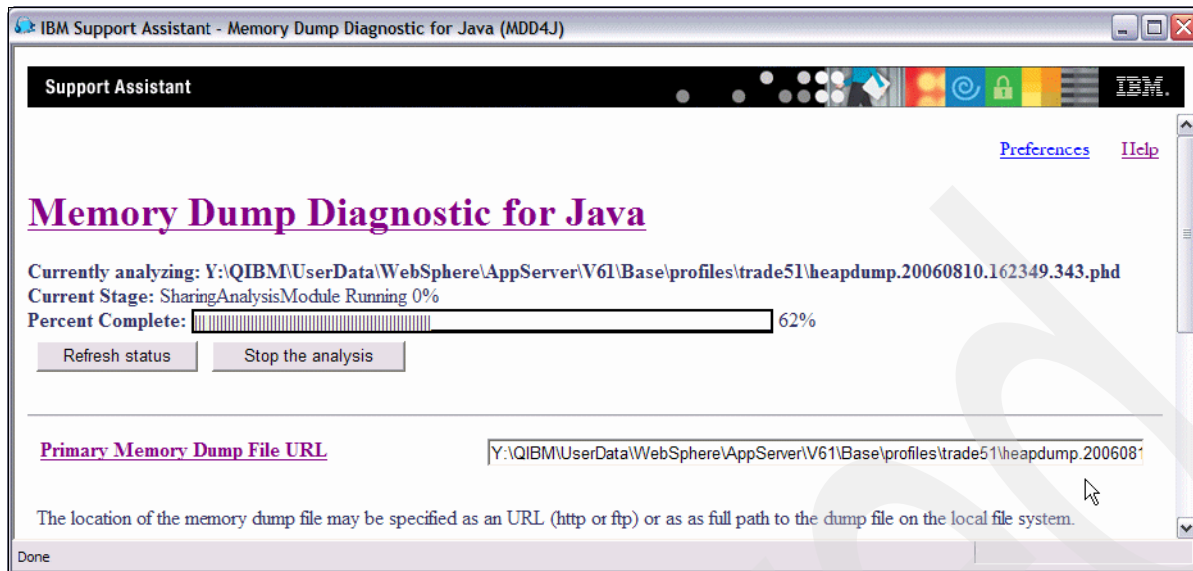 IBM Support Assistant - Memory Dump Diagnostic for Java (MDD4J)
Support Assistant
IBM.
Preferences Help
Memory Dump Diagnostic for Java
Currently analyzing: Y:\QIBM\UserData\WebSphere\AppServer\V61\Base\profiles\trade51\heapdump.20060810.162349.343.phd
Current Stage: SharingAnalysisModule Running 0%
Percent Complete: 62%
Refresh status Stop the analysis
Primary Memory Dump File URL Y:\QIBM\UserData\WebSphere\AppServer\V61\Base\profiles\trade51\heapdump.2006081
The location of the memory dump file may be specified as an URL (http or ftp) or as as full path to the dump file on the local file system.
Done